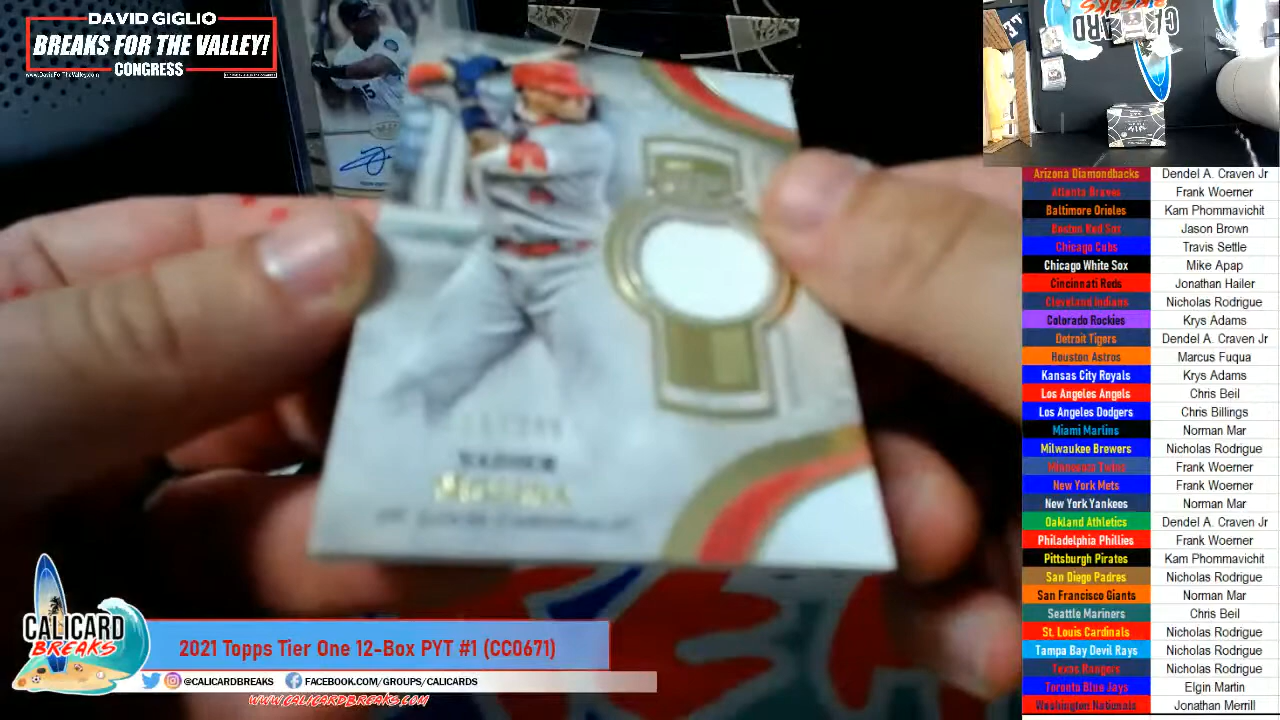 DAVID GIGLIO
BREAKS FOR THE VALLEY!
CONGRESS
www.DavidForTheValley.com
Arizona Diamondbacks Dendel A. Craven Jr
Atlanta Braves Frank Woerner
Baltimore Orioles Kam Phommavichit
Boston Red Sox Jason Brown
Chicago Cubs Travis Settle
Chicago White Sox Mike Apap
Cincinnati Reds Jonathan Hailer
Cleveland Indians Nicholas Rodrigue
Colorado Rockies Krys Adams
Detroit Tigers Dendel A. Craven Jr
Houston Astros Marcus Fuqua
Kansas City Royals Krys Adams
Los Angeles Angels Chris Beil
Los Angeles Dodgers Chris Billings
Miami Marlins Norman Mar
Milwaukee Brewers Nicholas Rodrigue
Minnesota Twins Frank Woerner
New York Mets Frank Woerner
New York Yankees Norman Mar
Oakland Athletics Dendel A. Craven Jr
Philadelphia Phillies Frank Woerner
Pittsburgh Pirates Kam Phommavichit
San Diego Padres Nicholas Rodrigue
San Francisco Giants Norman Mar
Seattle Mariners Chris Beil
St. Louis Cardinals Nicholas Rodrigue
Tampa Bay Devil Rays Nicholas Rodrigue
Texas Rangers Nicholas Rodrigue
Toronto Blue Jays Elgin Martin
Washington Nationals Jonathan Merrill
CALICARD
BREAKS
2021 Topps Tier One 12-Box PYT #1 (CC0671)
@CALICARDBREAKS FACEBOOK.COM/GROUPS/CALICARDS
WWW.CALICARDBREAKS.COM